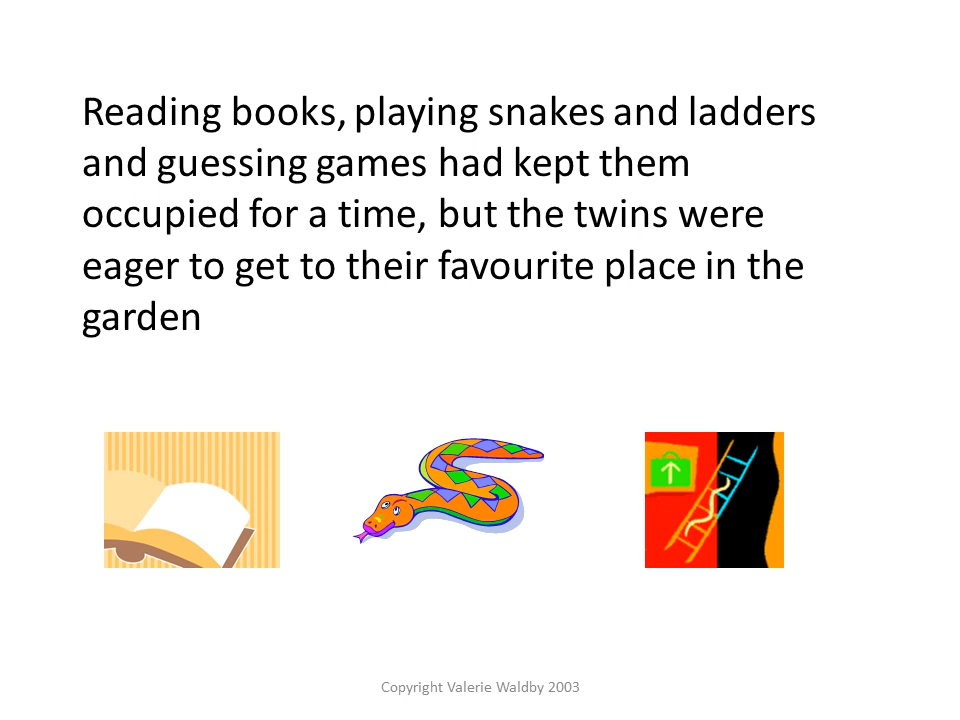 Reading books, playing snakes and ladders
and guessing games had kept them
occupied for a time, but the twins were
eager to get to their favourite place in the
garden
Copyright Valerie Waldby 2003